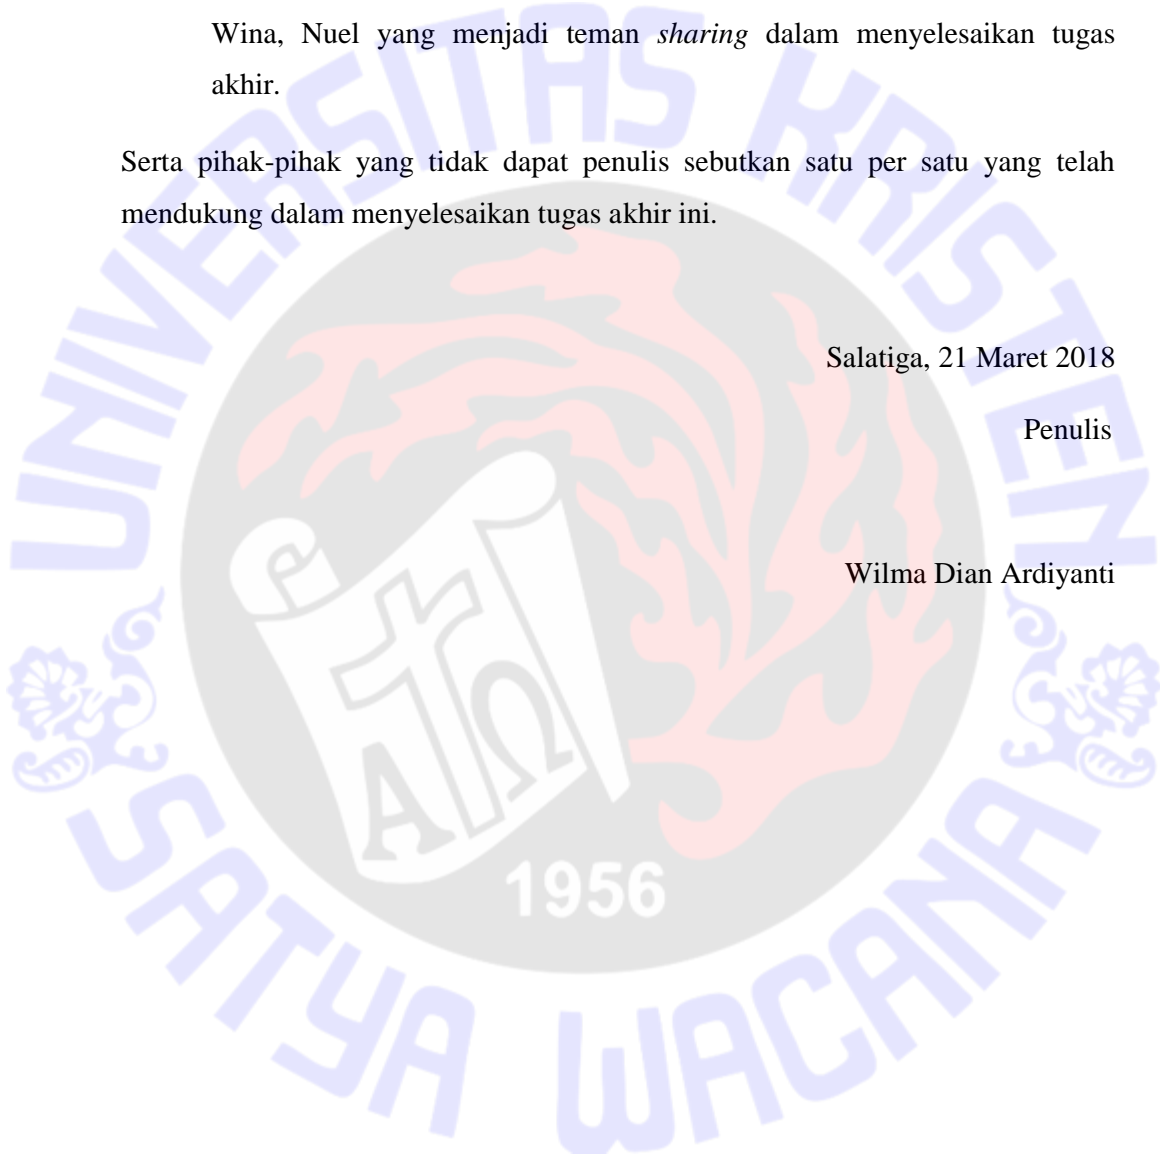 Wina, Nuel yang menjadi teman sharing dalam menyelesaikan tugas
akhir.
Serta pihak-pihak yang tidak dapat penulis sebutkan satu per satu yang telah
mendukung dalam menyelesaikan tugas akhir ini.
Salatiga, 21 Maret 2018
Penulis
Wilma Dian Ardiyanti
UNIVERSITAS KRISTEN
SATYA WACANA
Α Ω
1956